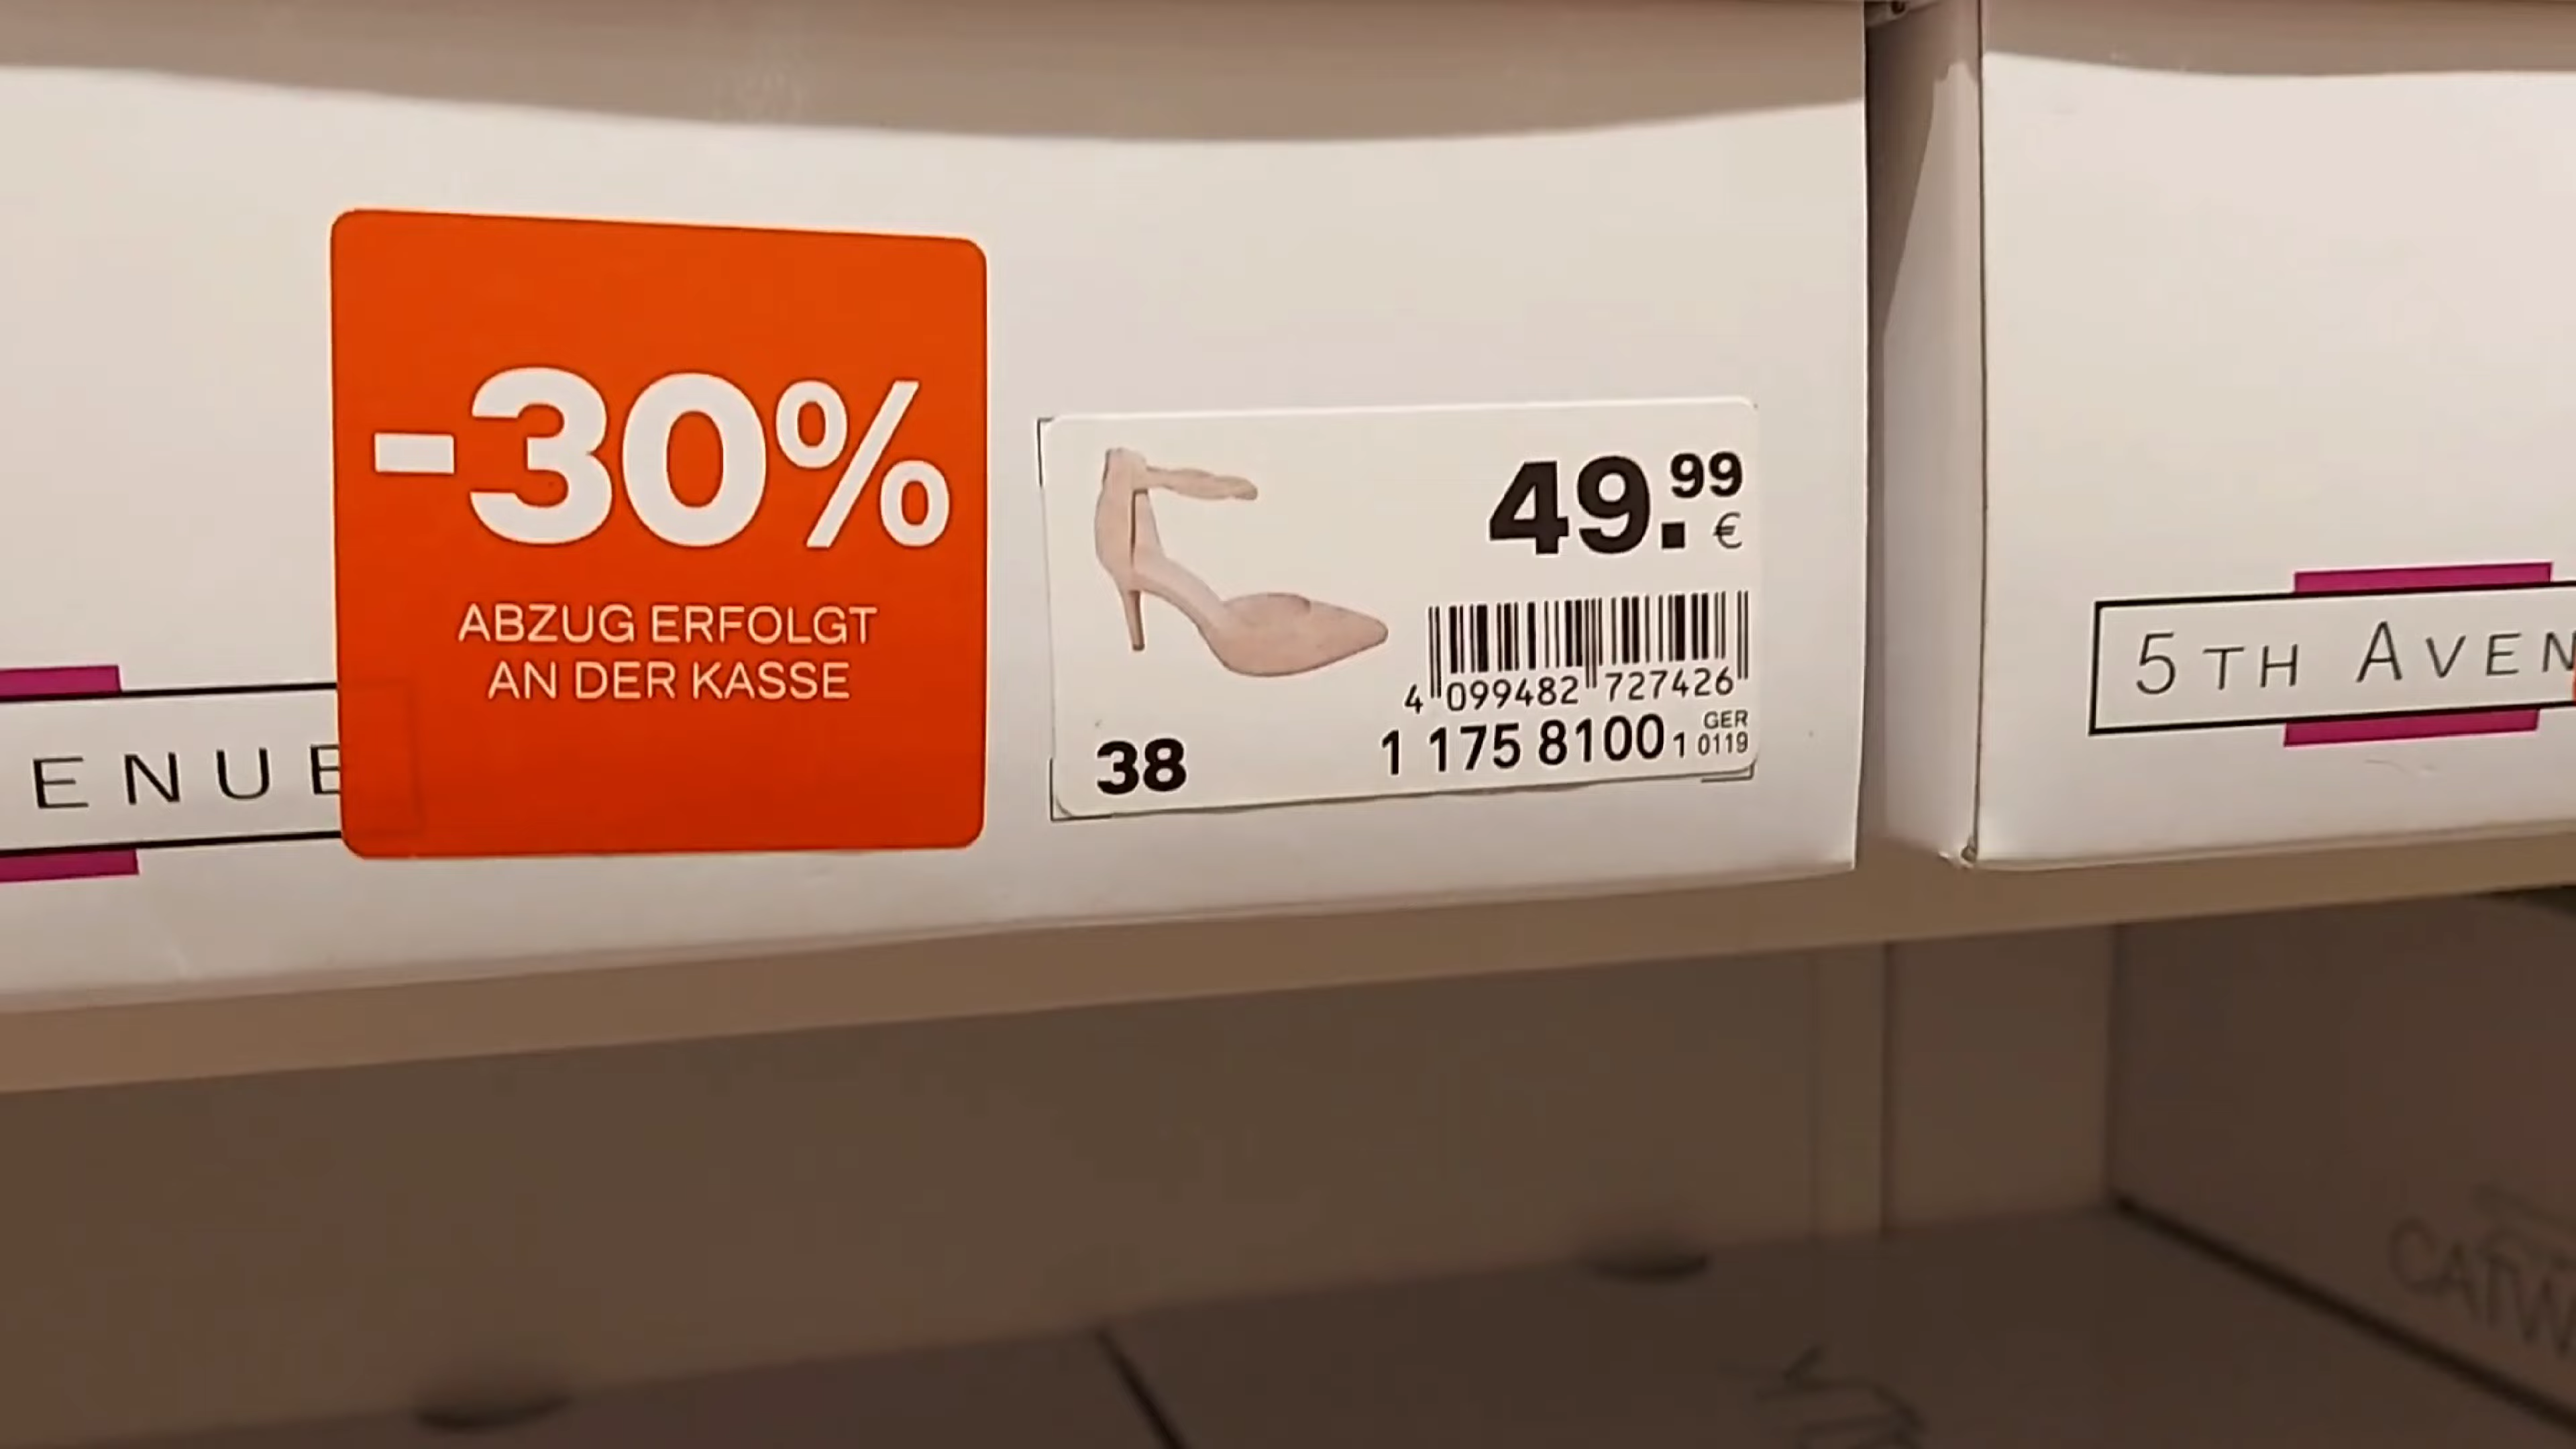 -30%
ABZUG ERFOLGT
AN DER KASSE
ENUE
49.99
€
4 099482 727426
38
1 175 8100 1
GER
0119
5TH AVEN
CATW